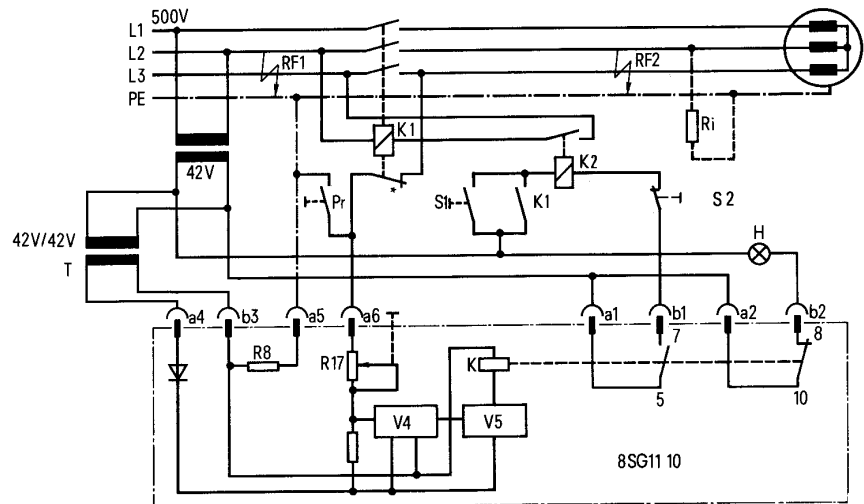 500V
L1
L2
RF1
RF2
L3
PE
K1
Ri
42V
K2
Pr
*
S1
K1
S2
42V/42V
T
H
a4
b3
a5
a6
a1
b1
a2
b2
7
8
R8
R17
K
5
10
V4
V5
8SG11 10